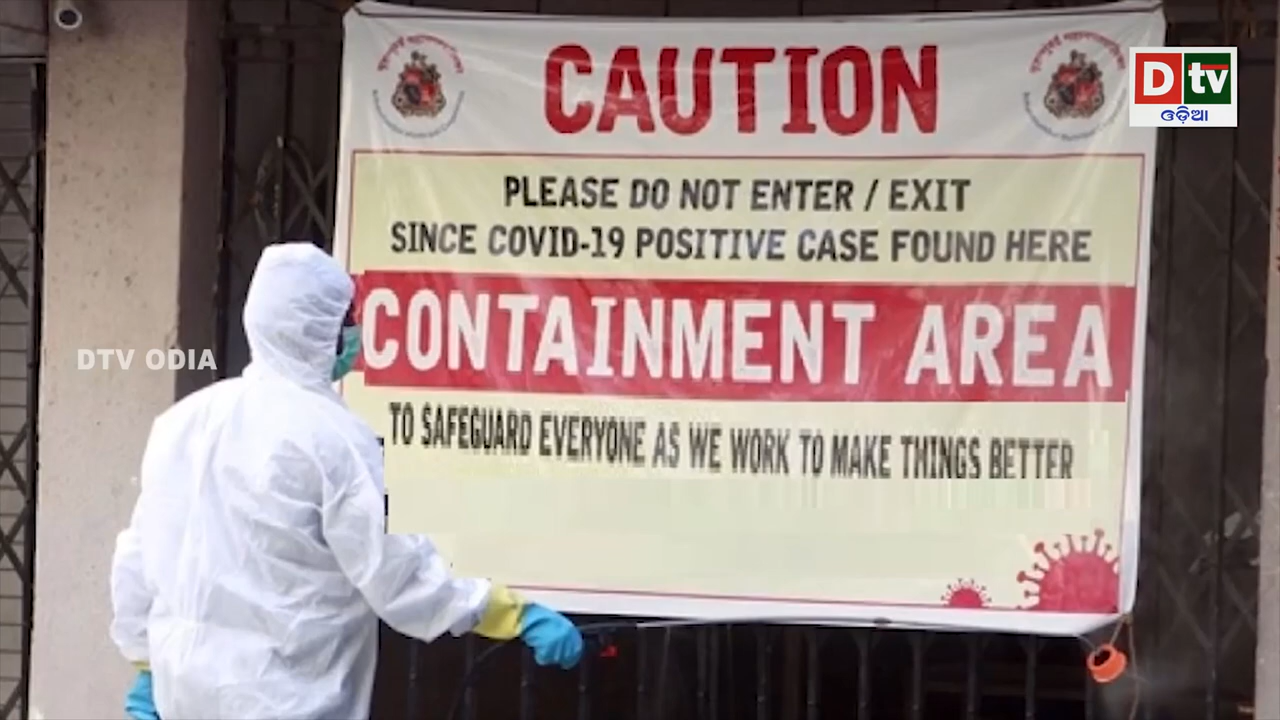 CAUTION
D tv
ଓଡ଼ିଆ
PLEASE DO NOT ENTER / EXIT
SINCE COVID-19 POSITIVE CASE FOUND HERE
CONTAINMENT AREA
DTV ODIA
TO SAFEGUARD EVERYONE AS WE WORK TO MAKE THINGS BETTER